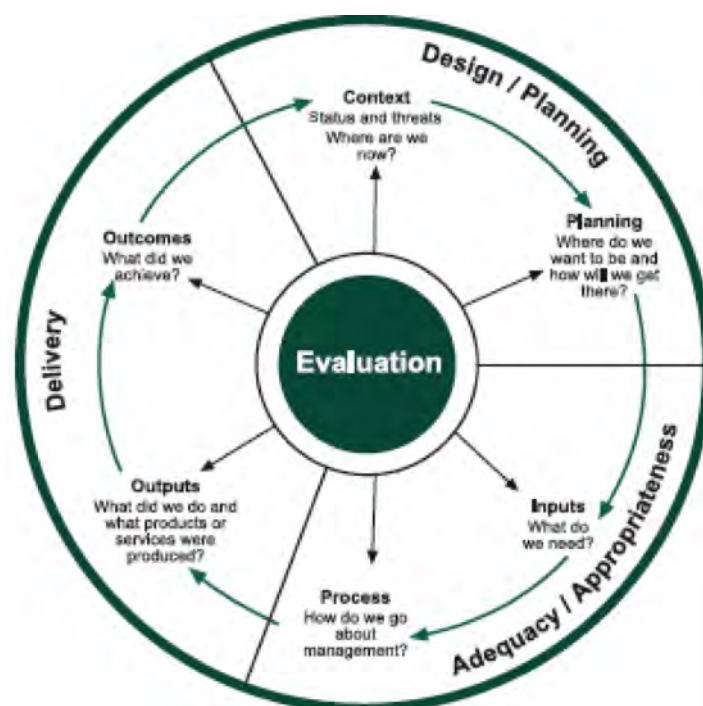 Design / Planning
Context
Status and threats
Where are we
now?
Planning
Where do we
want to be and
how will we get
there?
Outcomes
What did we
achieve?
Delivery
Evaluation
Outputs
What did we do and
what products or
services were
produced?
Inputs
What do
we need?
Process
How do we go
about
management?
Adequacy / Appropriateness